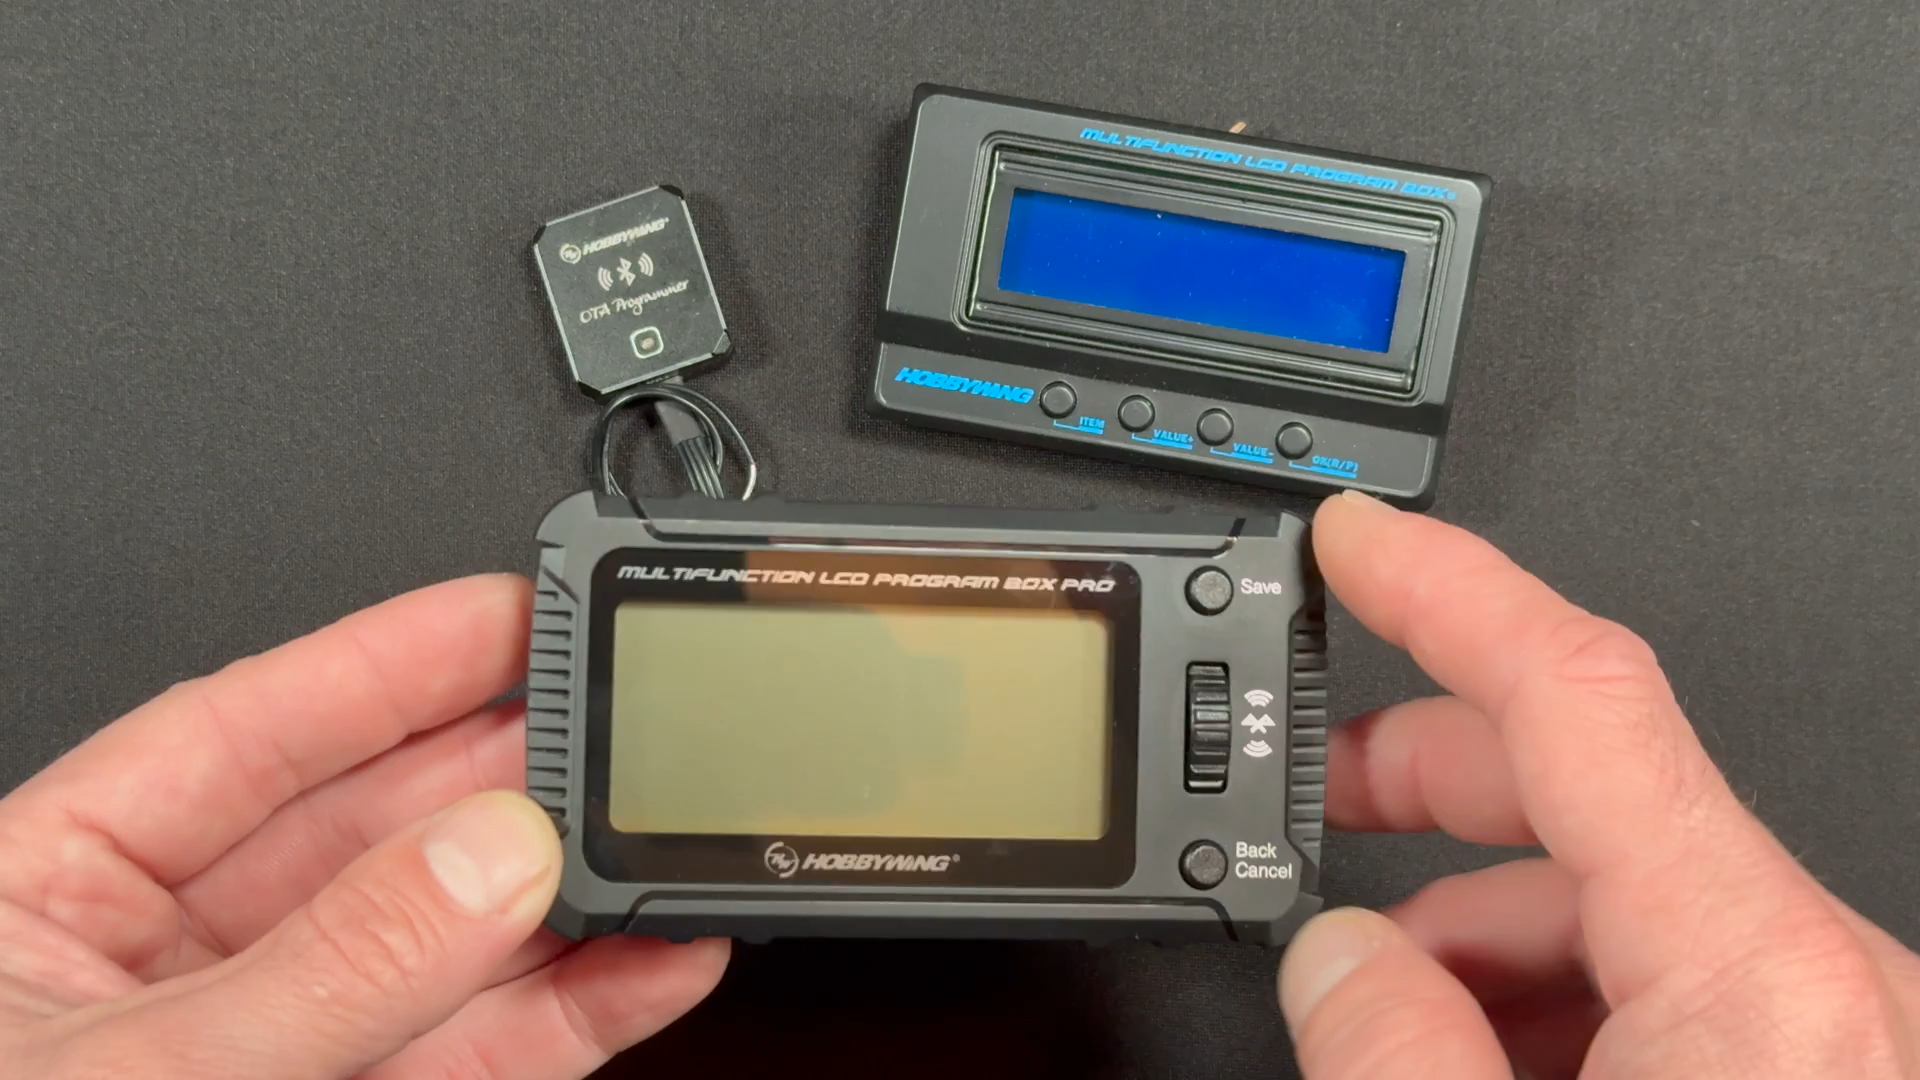 HOBBYWING®
OTA Programmer
MULTIFUNCTION LCD PROGRAM BOX®
HOBBYWING
ITEM
VALUE+
VALUE-
OK(R/P)
MULTIFUNCTION LCD PROGRAM BOX PRO
Save
HOBBYWING®
Back
Cancel